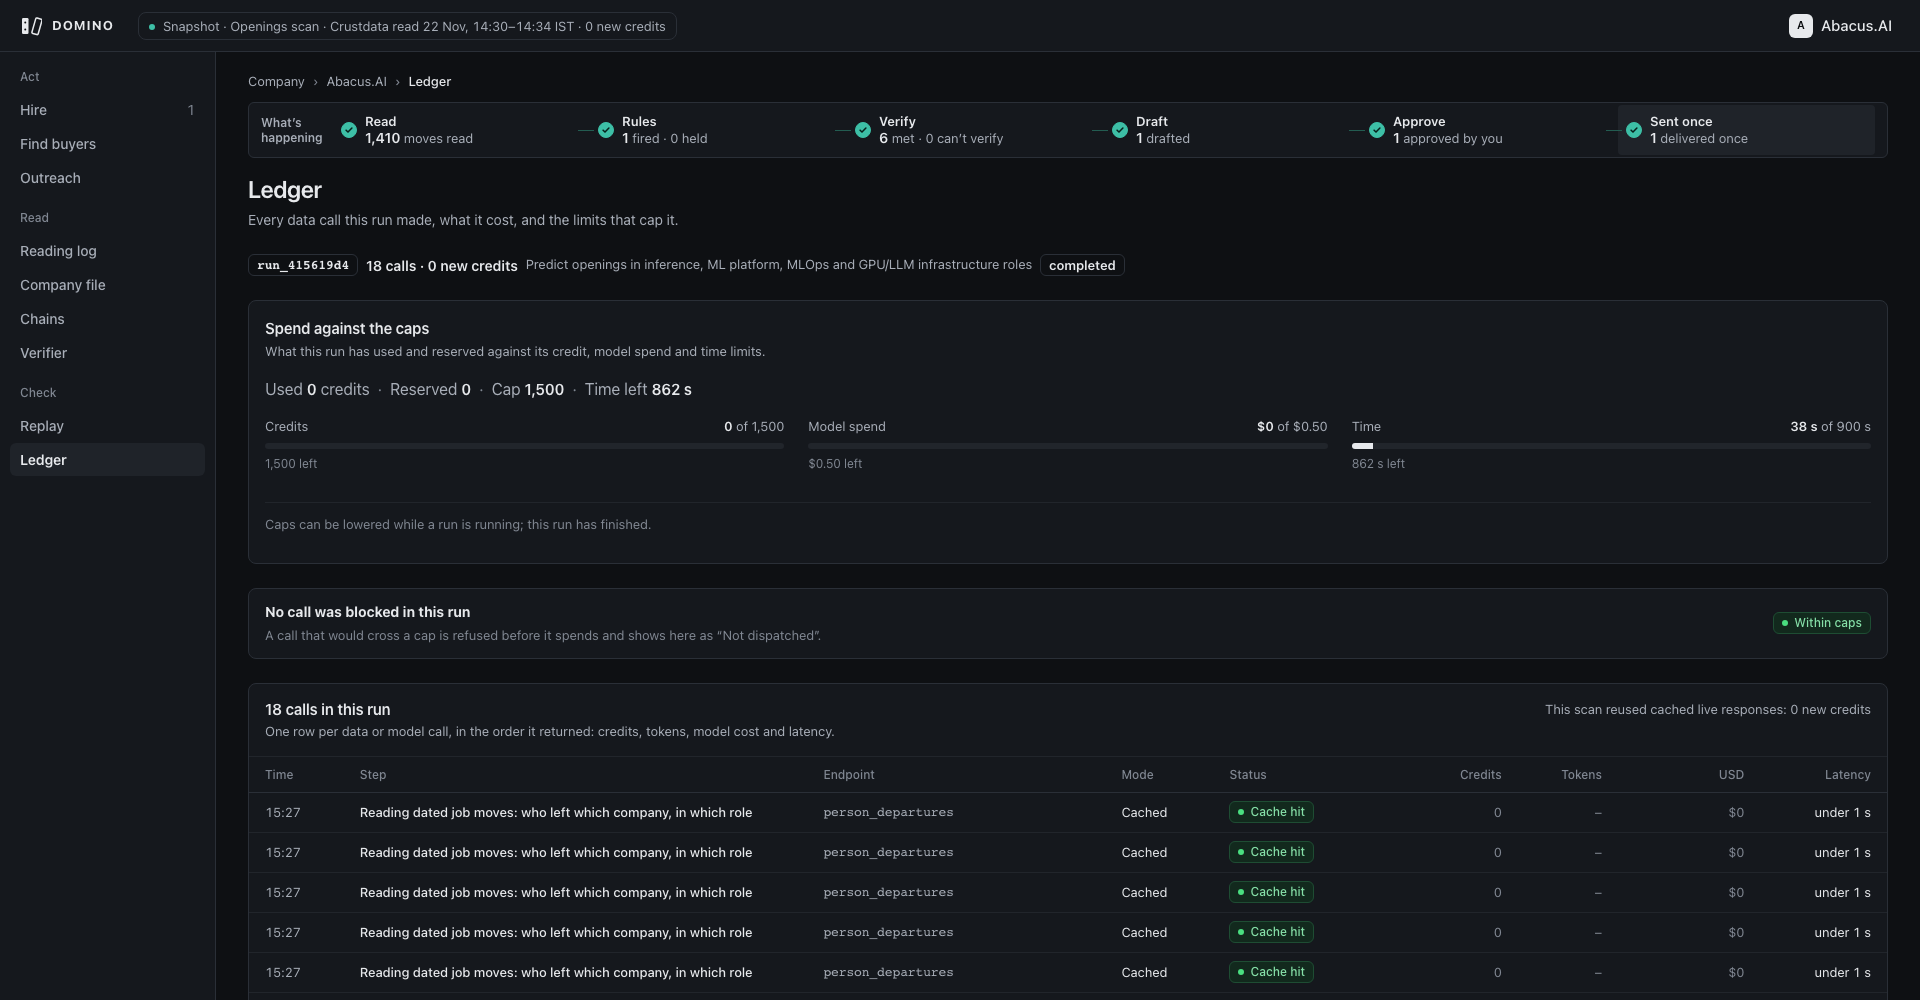 DOMINO
Snapshot · Openings scan · Crustdata read 22 Nov, 14:30–14:34 IST · 0 new credits
A
Abacus.AI
Act
Hire 1
Find buyers
Outreach
Read
Reading log
Company file
Chains
Verifier
Check
Replay
Ledger
Company › Abacus.AI › Ledger
What's happening
Read
1,410 moves read
Rules
1 fired · 0 held
Verify
6 met · 0 can't verify
Draft
1 drafted
Approve
1 approved by you
Sent once
1 delivered once
Ledger
Every data call this run made, what it cost, and the limits that cap it.
run_415619d4 18 calls · 0 new credits Predict openings in inference, ML platform, MLOps and GPU/LLM infrastructure roles completed
Spend against the caps
What this run has used and reserved against its credit, model spend and time limits.
Used 0 credits · Reserved 0 · Cap 1,500 · Time left 862 s
Credits 0 of 1,500
1,500 left
Model spend $0 of $0.50
$0.50 left
Time 38 s of 900 s
862 s left
Caps can be lowered while a run is running; this run has finished.
No call was blocked in this run
A call that would cross a cap is refused before it spends and shows here as “Not dispatched”.
Within caps
18 calls in this run
One row per data or model call, in the order it returned: credits, tokens, model cost and latency.
This scan reused cached live responses: 0 new credits
Time Step Endpoint Mode Status Credits Tokens USD Latency
15:27 Reading dated job moves: who left which company, in which role person_departures Cached Cache hit 0 – $0 under 1 s
15:27 Reading dated job moves: who left which company, in which role person_departures Cached Cache hit 0 – $0 under 1 s
15:27 Reading dated job moves: who left which company, in which role person_departures Cached Cache hit 0 – $0 under 1 s
15:27 Reading dated job moves: who left which company, in which role person_departures Cached Cache hit 0 – $0 under 1 s
15:27 Reading dated job moves: who left which company, in which role person_departures Cached Cache hit 0 – $0 under 1 s